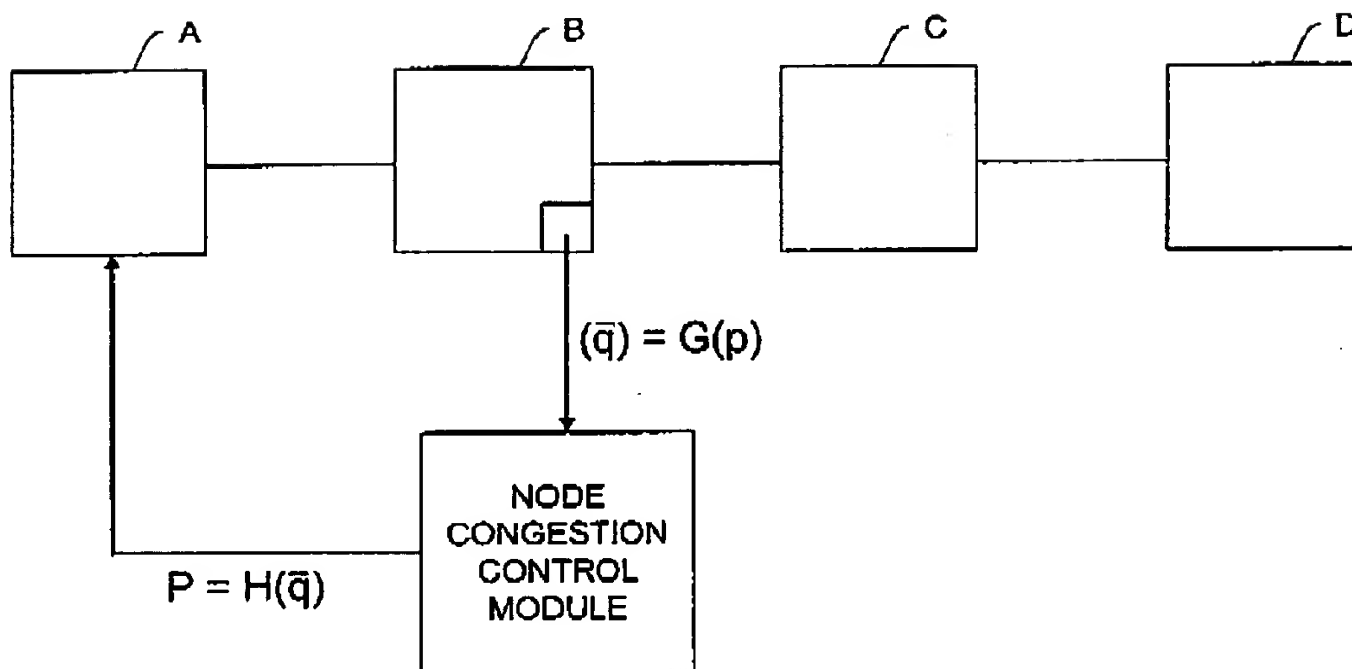 A
B
C
D
(q̅) = G(p)
NODE
CONGESTION
CONTROL
MODULE
P = H(q̅)